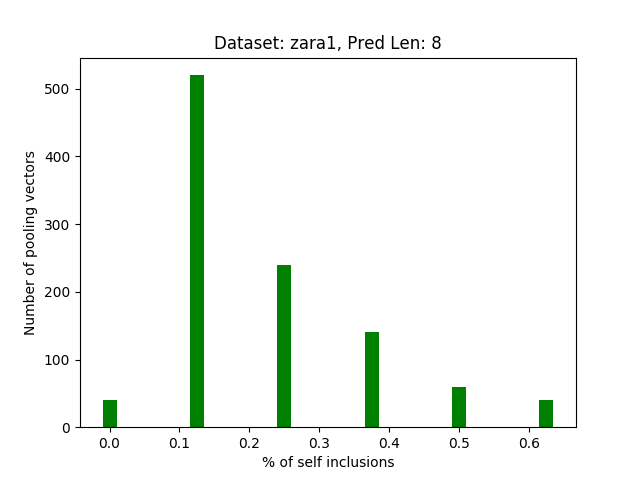 Dataset: zara1, Pred Len: 8
Number of pooling vectors
500
400
300
200
100
0
0.0 0.1 0.2 0.3 0.4 0.5 0.6
% of self inclusions